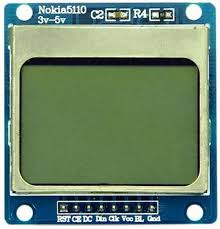 Nokia5110
3v-5v
C2
R4
RST CE DC Din Clk Vcc BL Gnd